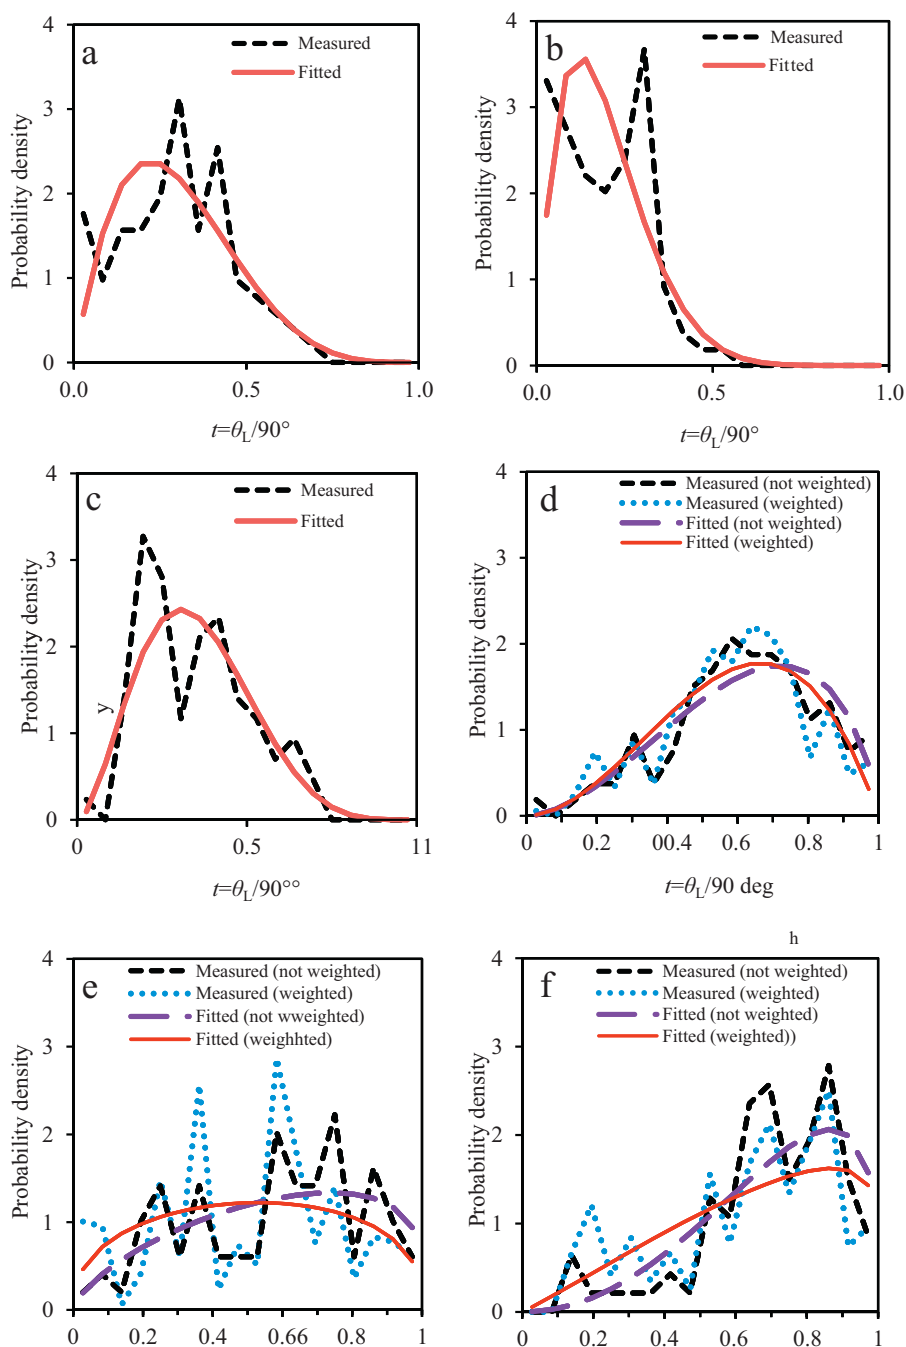 a
Measured
Fitted
Probability density
4
3
2
1
0
0.0
0.5
1.0
t=θL/90°
b
Measured
Fitted
Probability density
4
3
2
1
0
0.0
0.5
1.0
t=θL/90°
c
Measured
Fitted
Probability density
y
4
3
2
1
0
0
0.5
11
t=θL/90°°
d
Measured (not weighted)
Measured (weighted)
Fitted (not weighted)
Fitted (weighted)
Probability density
4
3
2
1
0
0
0.2
00.4
0.6
0.8
1
t=θL/90 deg
h
e
Measured (not weighted)
Measured (weighted)
Fitted (not wweighted)
Fitted (weighhted)
Probability density
4
3
2
1
0
0
0.2
0.4
0.66
0.8
1
f
Measured (not weighted)
Measured (weighted)
Fitted (not weighted)
Fitted (weighted))
Probability density
4
3
2
1
0
0
0.2
0.4
0.6
0.8
1